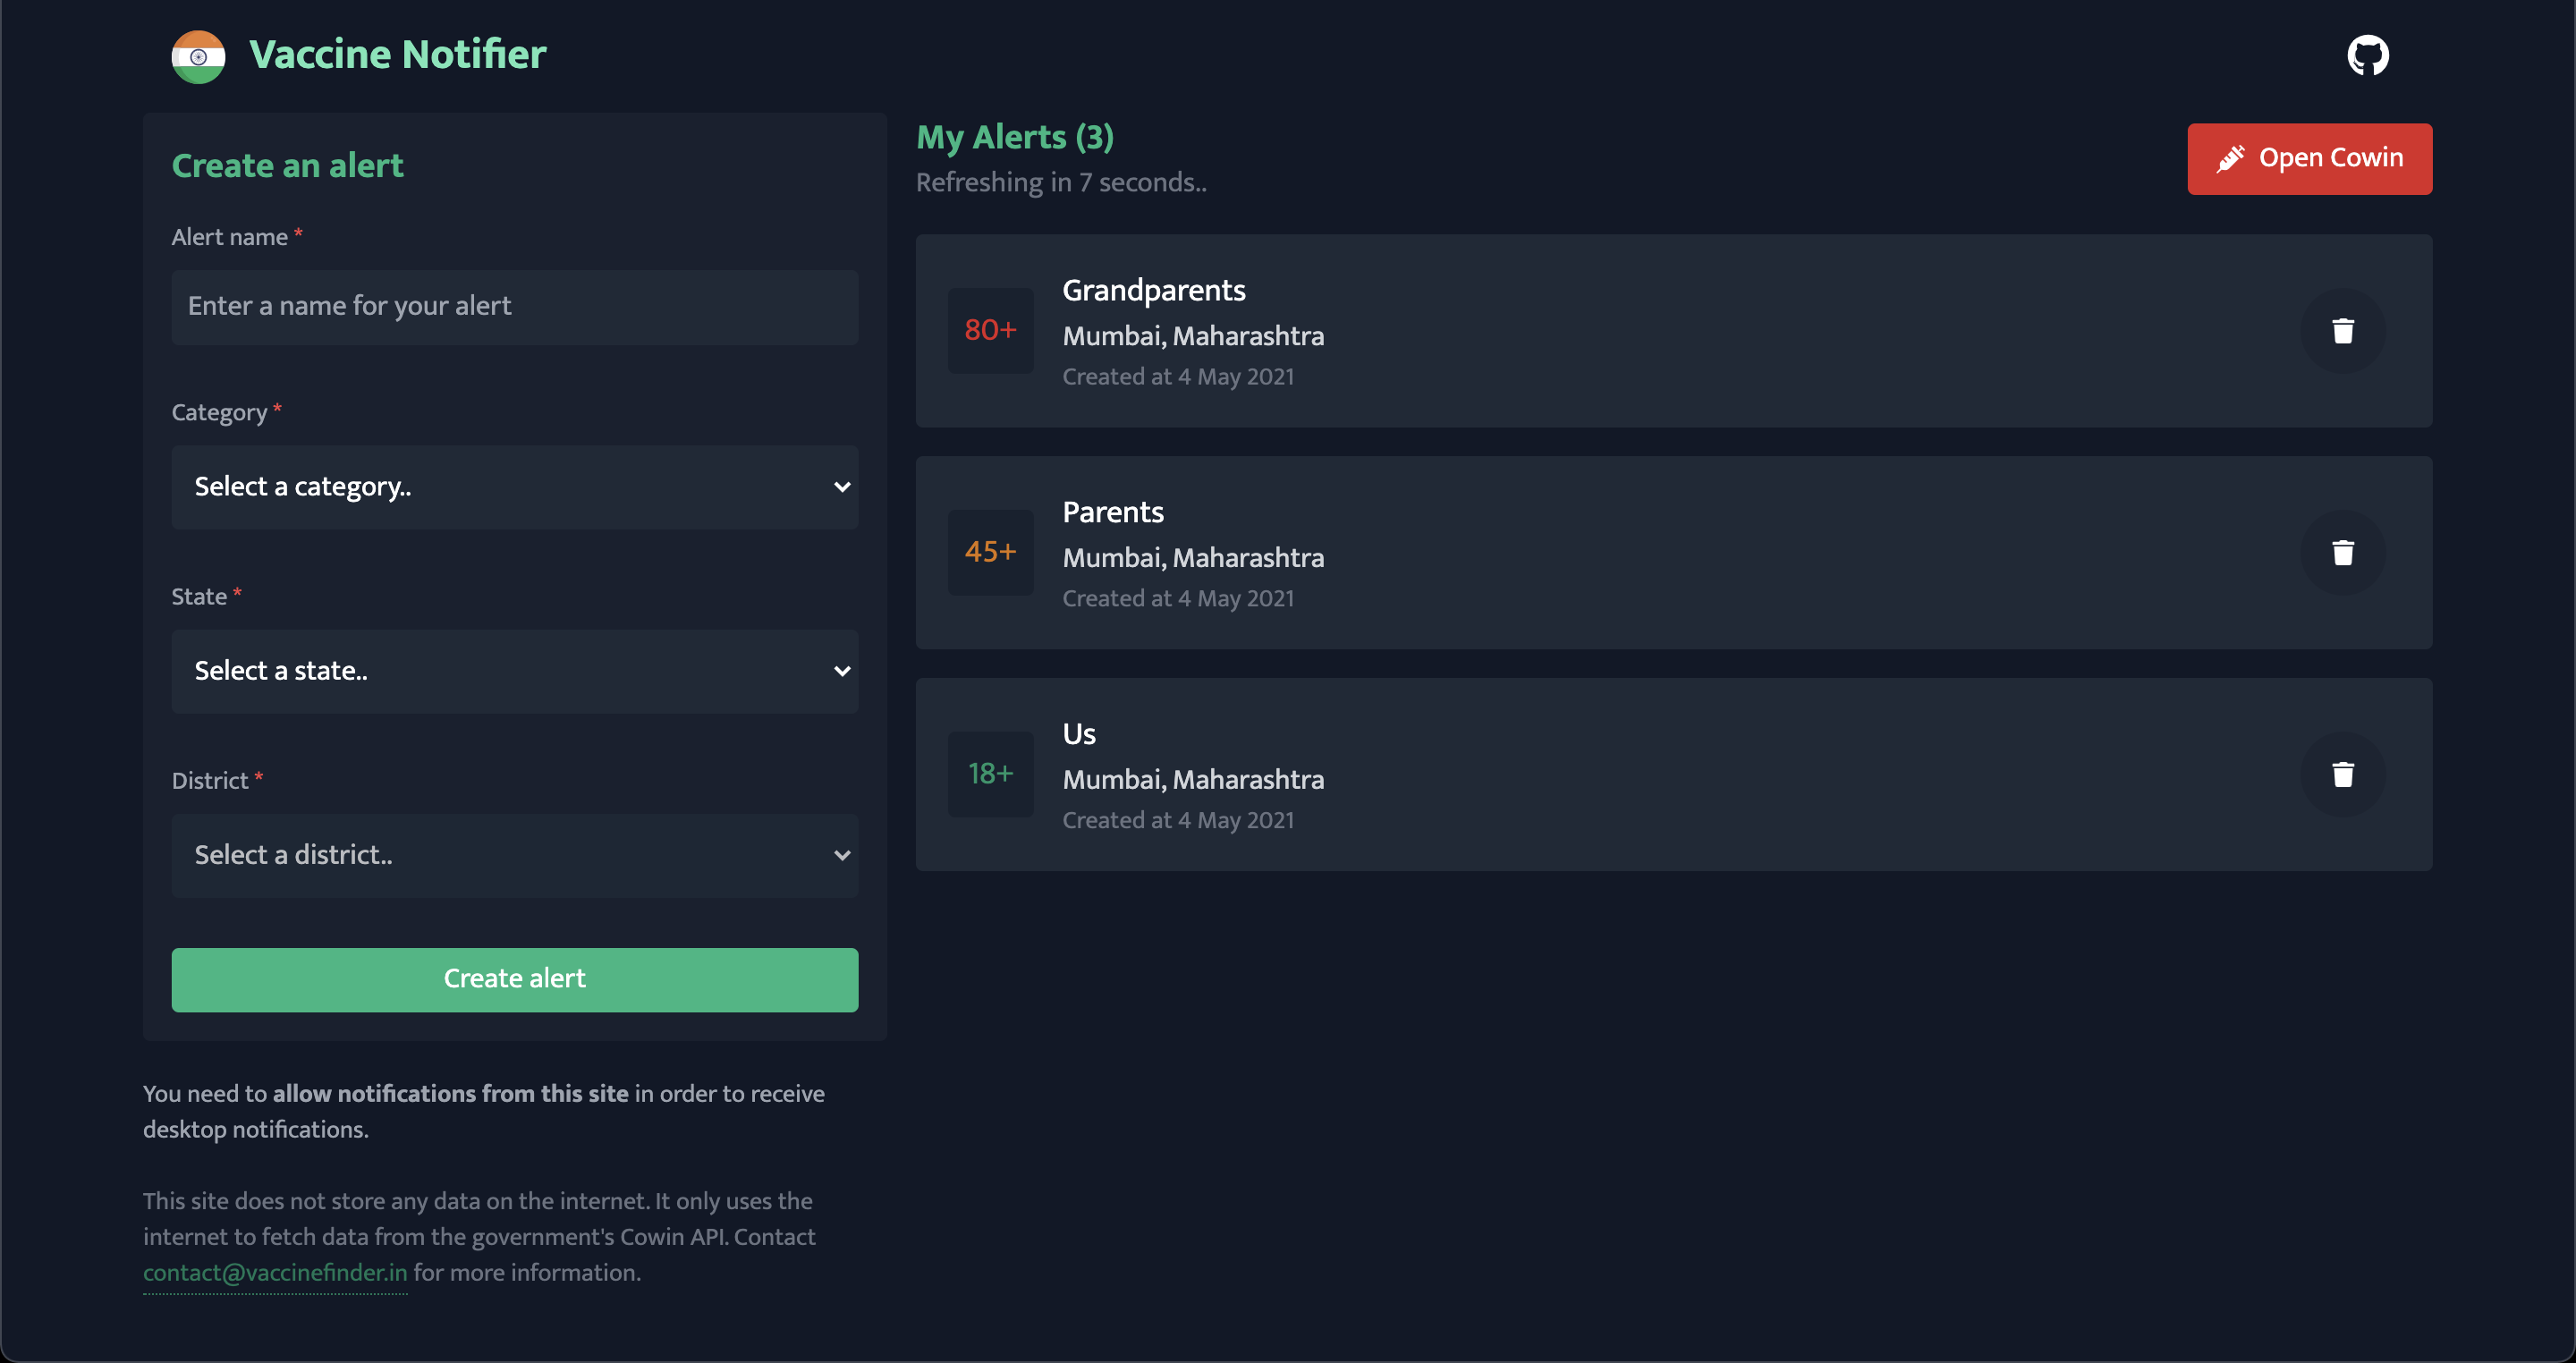 Vaccine Notifier
Create an alert
Alert name *
Enter a name for your alert
Category *
Select a category..
State *
Select a state..
District *
Select a district..
Create alert
You need to allow notifications from this site in order to receive
desktop notifications.
This site does not store any data on the internet. It only uses the
internet to fetch data from the government's Cowin API. Contact
contact@vaccinefinder.in for more information.
My Alerts (3)
Refreshing in 7 seconds..
Open Cowin
80+
Grandparents
Mumbai, Maharashtra
Created at 4 May 2021
45+
Parents
Mumbai, Maharashtra
Created at 4 May 2021
18+
Us
Mumbai, Maharashtra
Created at 4 May 2021